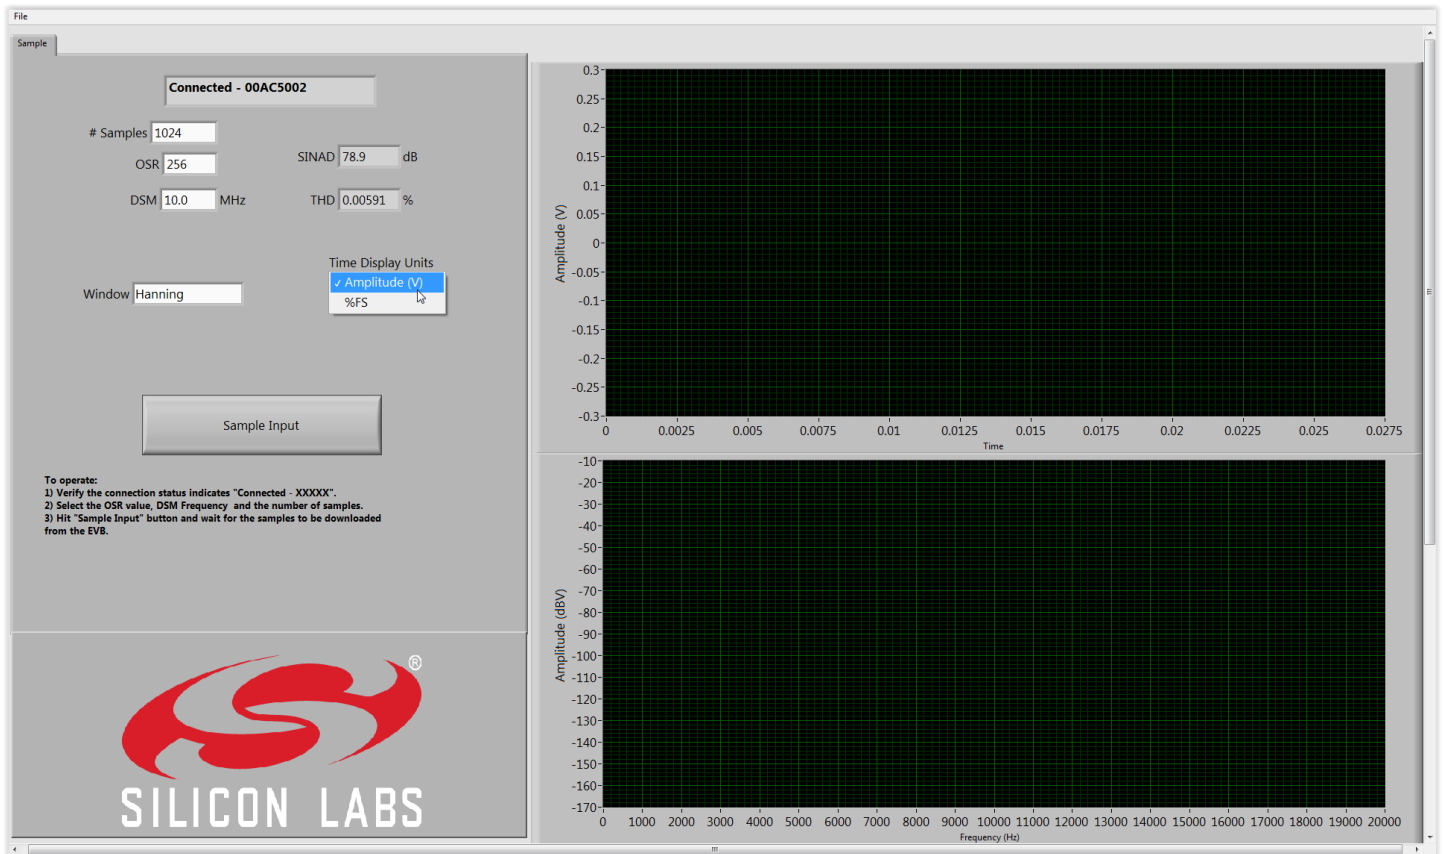 File
Sample
Connected - 00AC5002
# Samples 1024
OSR 256
DSM 10.0 MHz
SINAD 78.9 dB
THD 0.00591 %
Time Display Units
✓ Amplitude (V)
%FS
Window Hanning
Sample Input
To operate:
1) Verify the connection status indicates "Connected - XXXXX".
2) Select the OSR value, DSM Frequency and the number of samples.
3) Hit "Sample Input" button and wait for the samples to be downloaded
from the EVB.
®
SILICON LABS
Amplitude (V)
0.3
0.25
0.2
0.15
0.1
0.05
0
-0.05
-0.1
-0.15
-0.2
-0.25
-0.3
0 0.0025 0.005 0.0075 0.01 0.0125 0.015 0.0175 0.02 0.0225 0.025 0.0275
Time
Amplitude (dBV)
-10
-20
-30
-40
-50
-60
-70
-80
-90
-100
-110
-120
-130
-140
-150
-160
-170
0 1000 2000 3000 4000 5000 6000 7000 8000 9000 10000 11000 12000 13000 14000 15000 16000 17000 18000 19000 20000
Frequency (Hz)